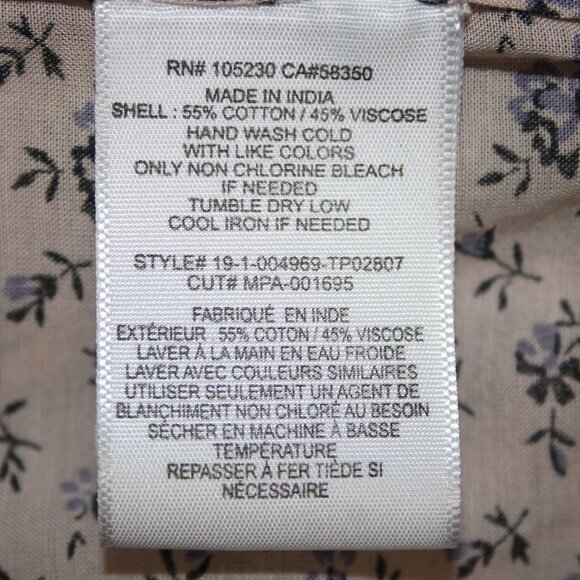 RN# 105230 CA#58350
MADE IN INDIA
SHELL : 55% COTTON / 45% VISCOSE
HAND WASH COLD
WITH LIKE COLORS
ONLY NON CHLORINE BLEACH
IF NEEDED
TUMBLE DRY LOW
COOL IRON IF NEEDED
STYLE# 19-1-004969-TP02807
CUT# MPA-001695
FABRIQUÉ EN INDE
EXTÉRIEUR : 55% COTON / 45% VISCOSE
LAVER À LA MAIN EN EAU FROIDE
LAVER AVEC COULEURS SIMILAIRES
UTILISER SEULEMENT UN AGENT DE
BLANCHIMENT NON CHLORÉ AU BESOIN
SÉCHER EN MACHINE À BASSE
TEMPÉRATURE
REPASSER À FER TIÈDE SI
NÉCESSAIRE